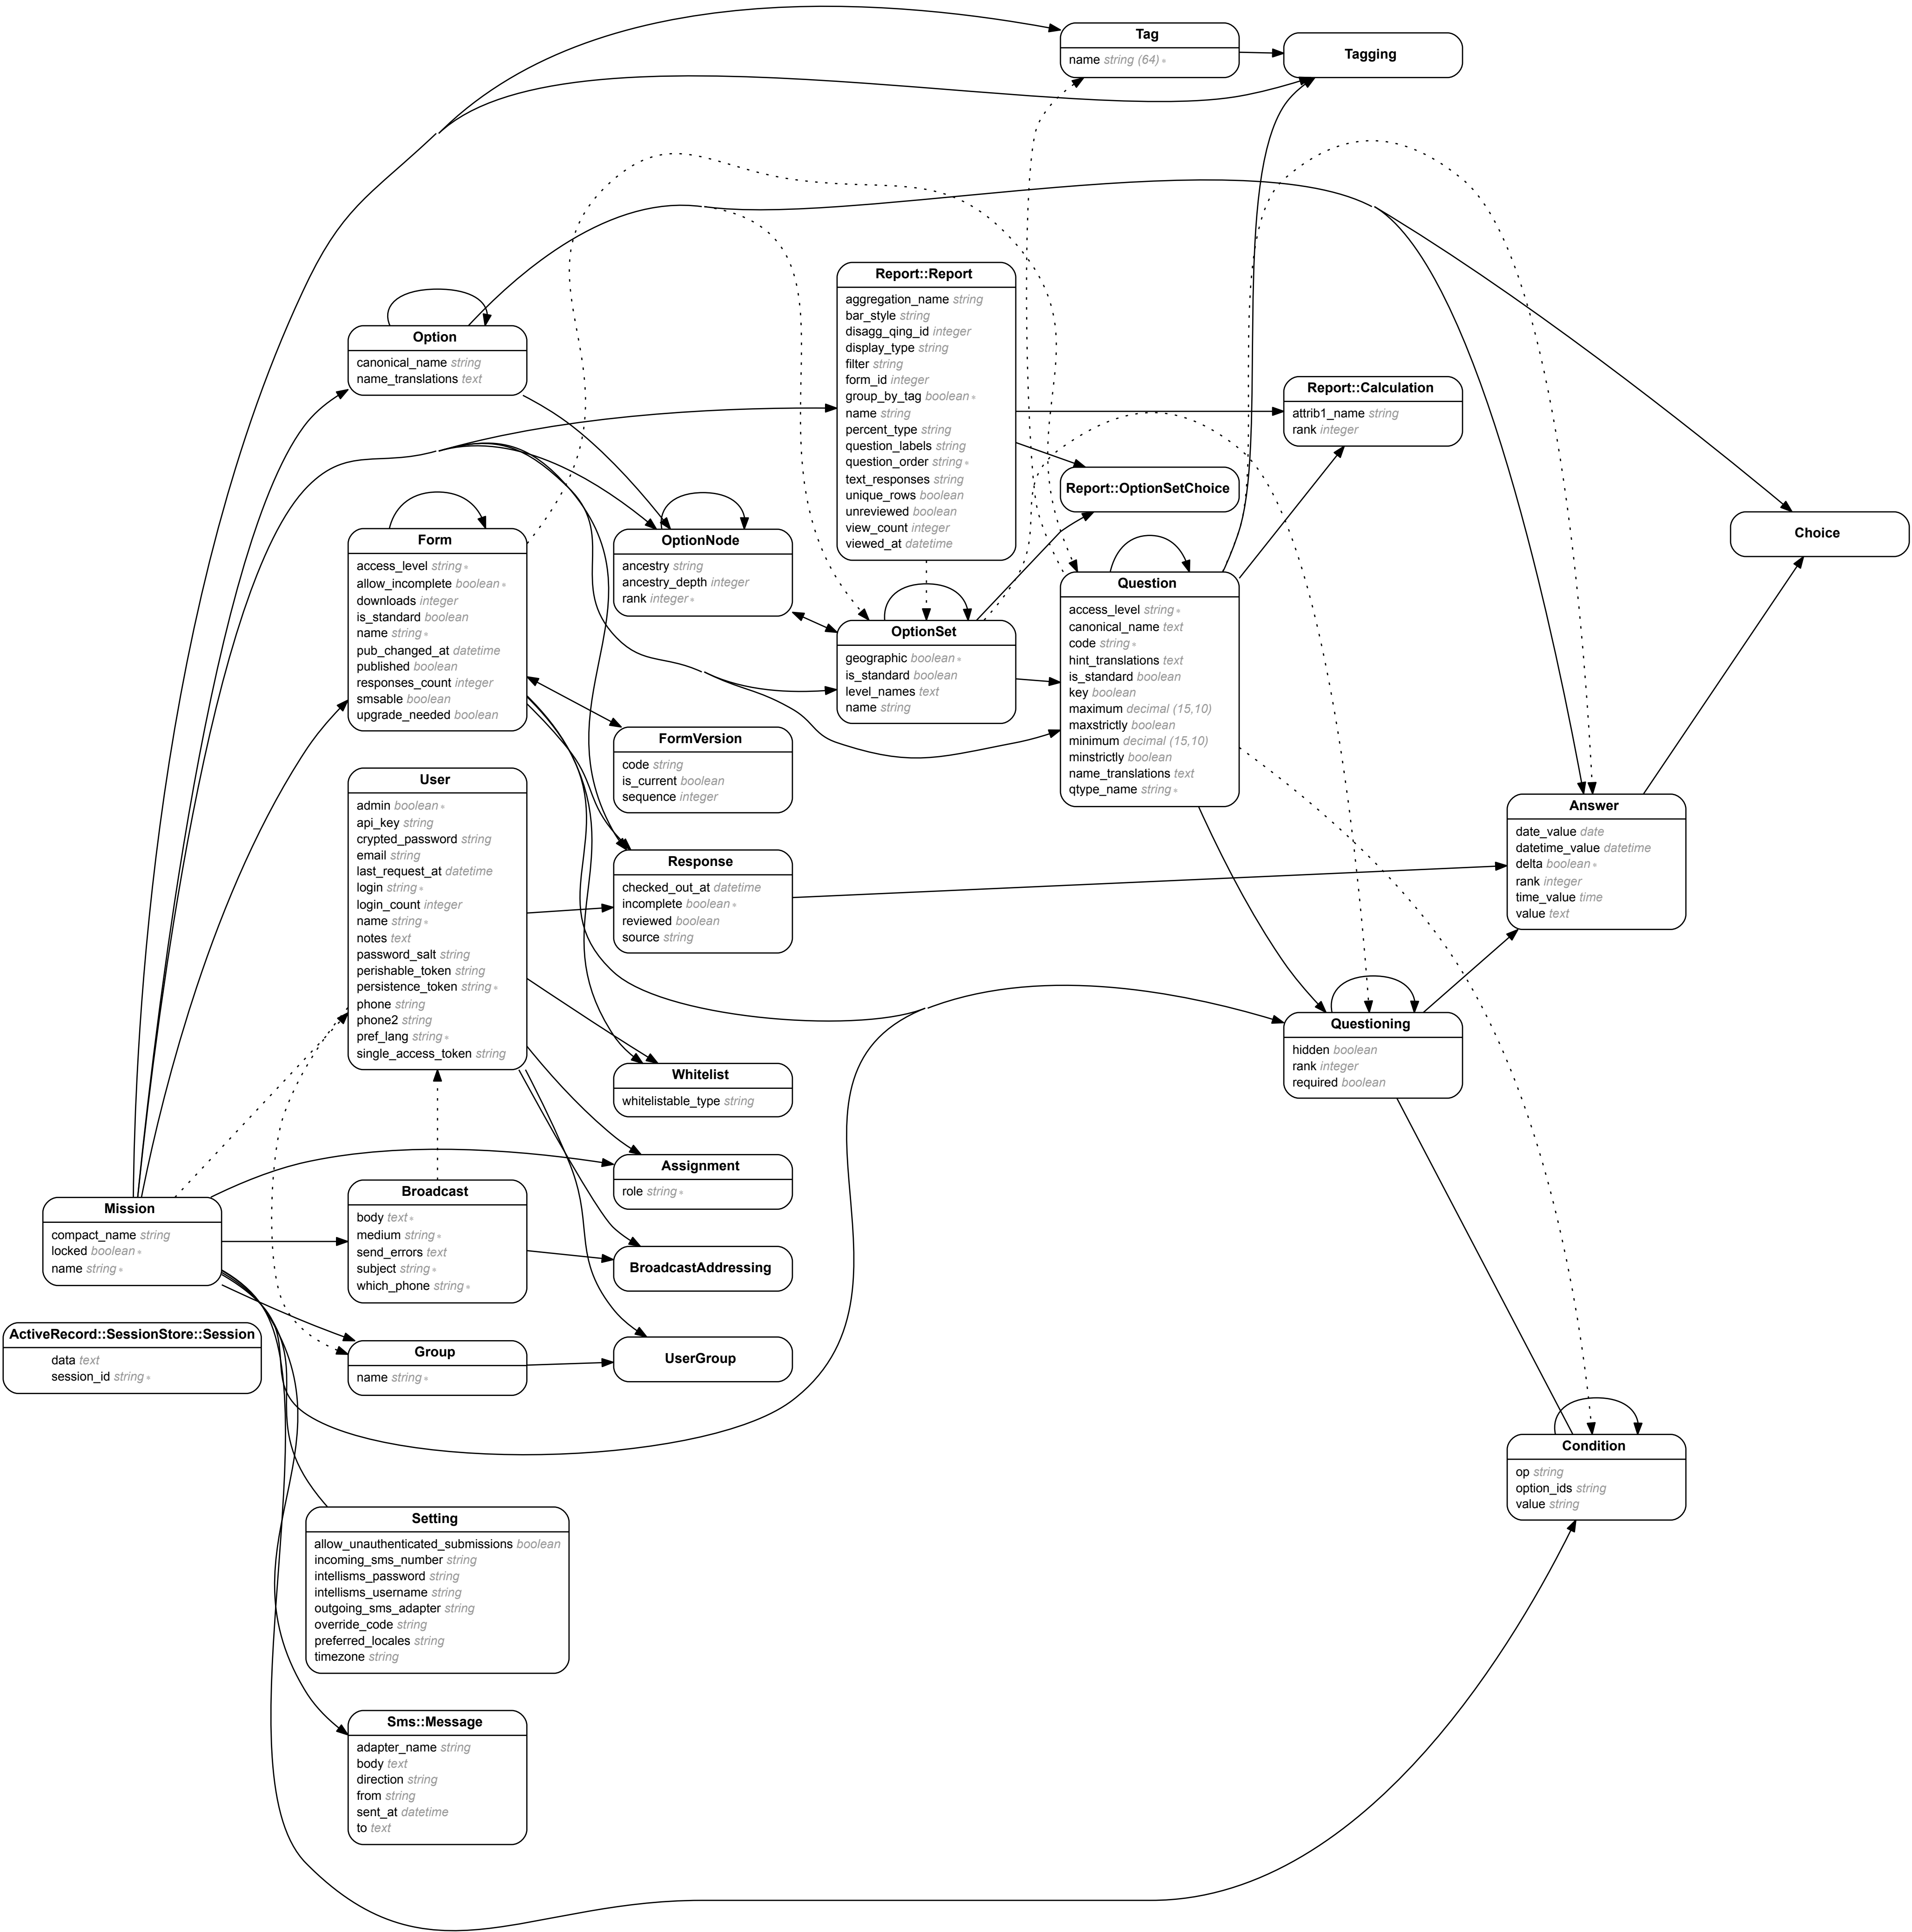 Tag
name string (64) *
Tagging
Option
canonical_name string
name_translations text
Report::Report
aggregation_name string
bar_style string
disagg_qing_id integer
display_type string
filter string
form_id integer
group_by_tag boolean *
name string
percent_type string
question_labels string
question_order string *
text_responses string
unique_rows boolean
unreviewed boolean
view_count integer
viewed_at datetime
Report::Calculation
attrib1_name string
rank integer
Report::OptionSetChoice
Choice
Form
access_level string *
allow_incomplete boolean *
downloads integer
is_standard boolean
name string *
pub_changed_at datetime
published boolean
responses_count integer
smsable boolean
upgrade_needed boolean
OptionNode
ancestry string
ancestry_depth integer
rank integer *
OptionSet
geographic boolean *
is_standard boolean
level_names text
name string
Question
access_level string *
canonical_name text
code string *
hint_translations text
is_standard boolean
key boolean
maximum decimal (15,10)
maxstrictly boolean
minimum decimal (15,10)
minstrictly boolean
name_translations text
qtype_name string *
FormVersion
code string
is_current boolean
sequence integer
User
admin boolean *
api_key string
crypted_password string
email string
last_request_at datetime
login string *
login_count integer
name string *
notes text
password_salt string
perishable_token string
persistence_token string *
phone string
phone2 string
pref_lang string *
single_access_token string
Response
checked_out_at datetime
incomplete boolean *
reviewed boolean
source string
Answer
date_value date
datetime_value datetime
delta boolean *
rank integer
time_value time
value text
Questioning
hidden boolean
rank integer
required boolean
Whitelist
whitelistable_type string
Assignment
role string *
Mission
compact_name string
locked boolean *
name string *
Broadcast
body text *
medium string *
send_errors text
subject string *
which_phone string *
BroadcastAddressing
ActiveRecord::SessionStore::Session
data text
session_id string *
Group
name string *
UserGroup
Condition
op string
option_ids string
value string
Setting
allow_unauthenticated_submissions boolean
incoming_sms_number string
intellisms_password string
intellisms_username string
outgoing_sms_adapter string
override_code string
preferred_locales string
timezone string
Sms::Message
adapter_name string
body text
direction string
from string
sent_at datetime
to text